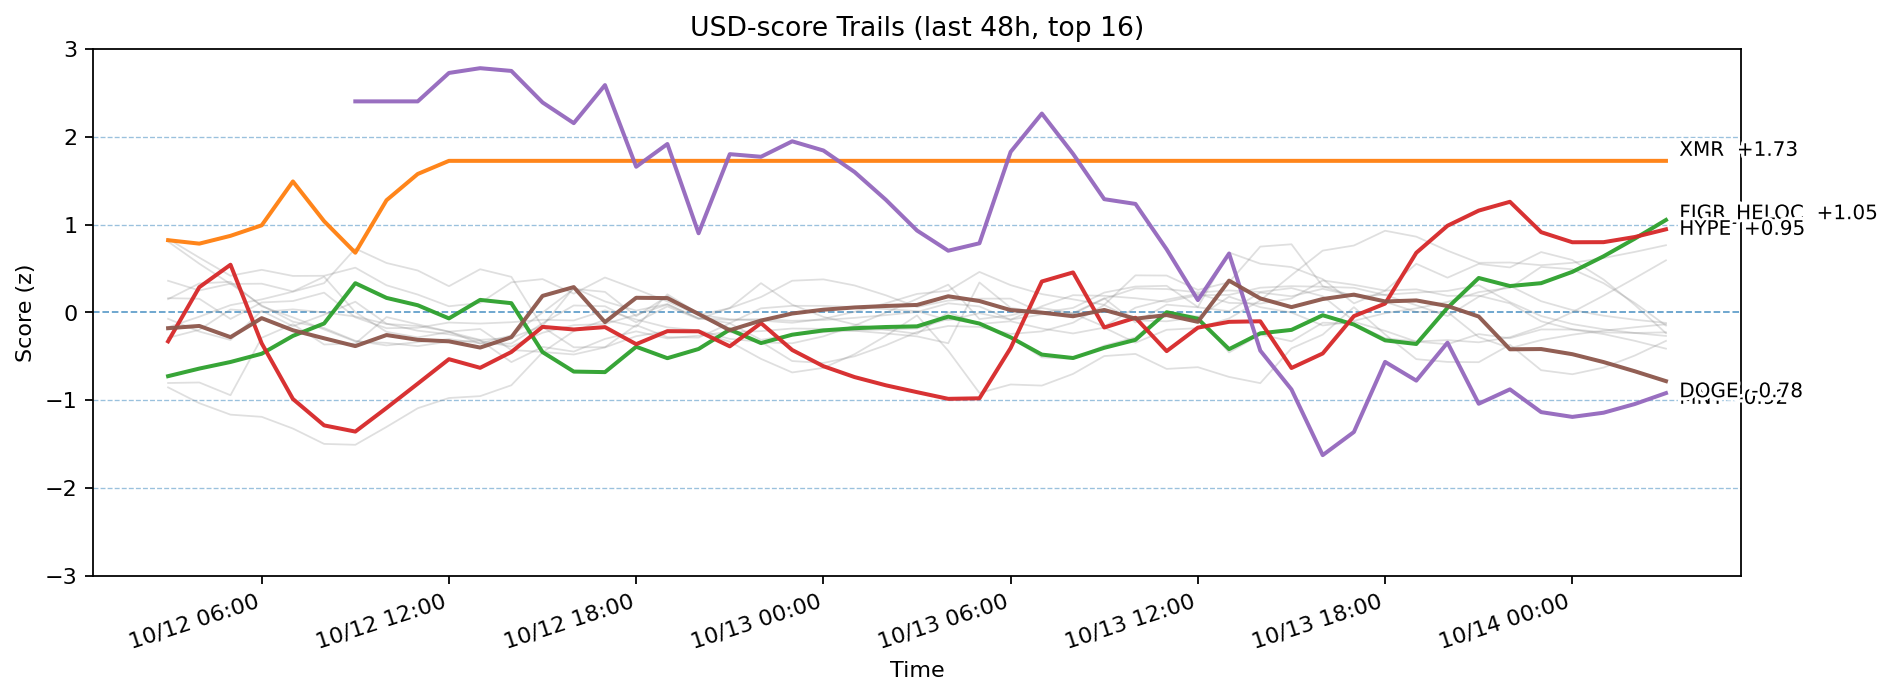 USD-score Trails (last 48h, top 16)
Score (z)
3
2
1
0
−1
−2
−3
XMR +1.73
FIGR_HELOC +1.05
HYPE +0.95
DOGE -0.78
10/12 06:00
10/12 12:00
10/12 18:00
10/13 00:00
10/13 06:00
10/13 12:00
10/13 18:00
10/14 00:00
Time